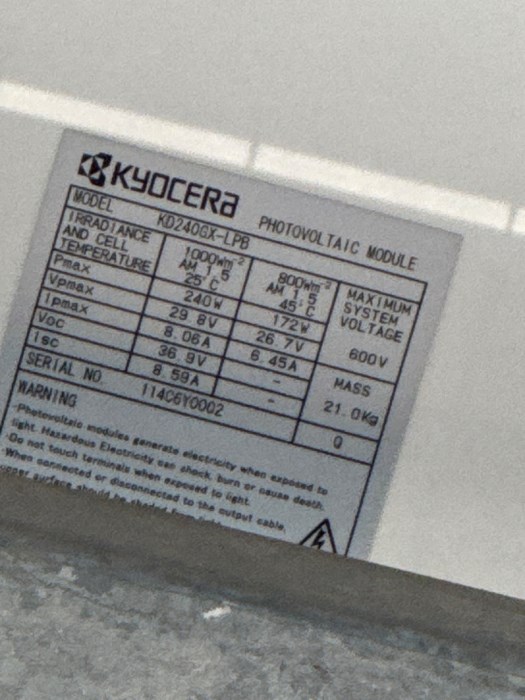 KYOCERA
PHOTOVOLTAIC MODULE
MODEL KD240GX-LPB
IRRADIANCE AND CELL TEMPERATURE
1000Wm-2 AM 1.5 25°C
800Wm-2 AM 1.5 45°C
MAXIMUM SYSTEM VOLTAGE
600V
Pmax 240W 172W
Vpmax 29.8V 26.7V
Ipmax 8.06A 6.45A
Voc 36.9V -
Isc 8.59A -
MASS
21.0Kg
SERIAL NO. 114C6Y0002 Q
WARNING
·Photovoltaic modules generate electricity when exposed to
light. Hazardous Electricity can shock, burn or cause death.
·Do not touch terminals when exposed to light.
·When connected or disconnected to the output cable,
upper surface should be